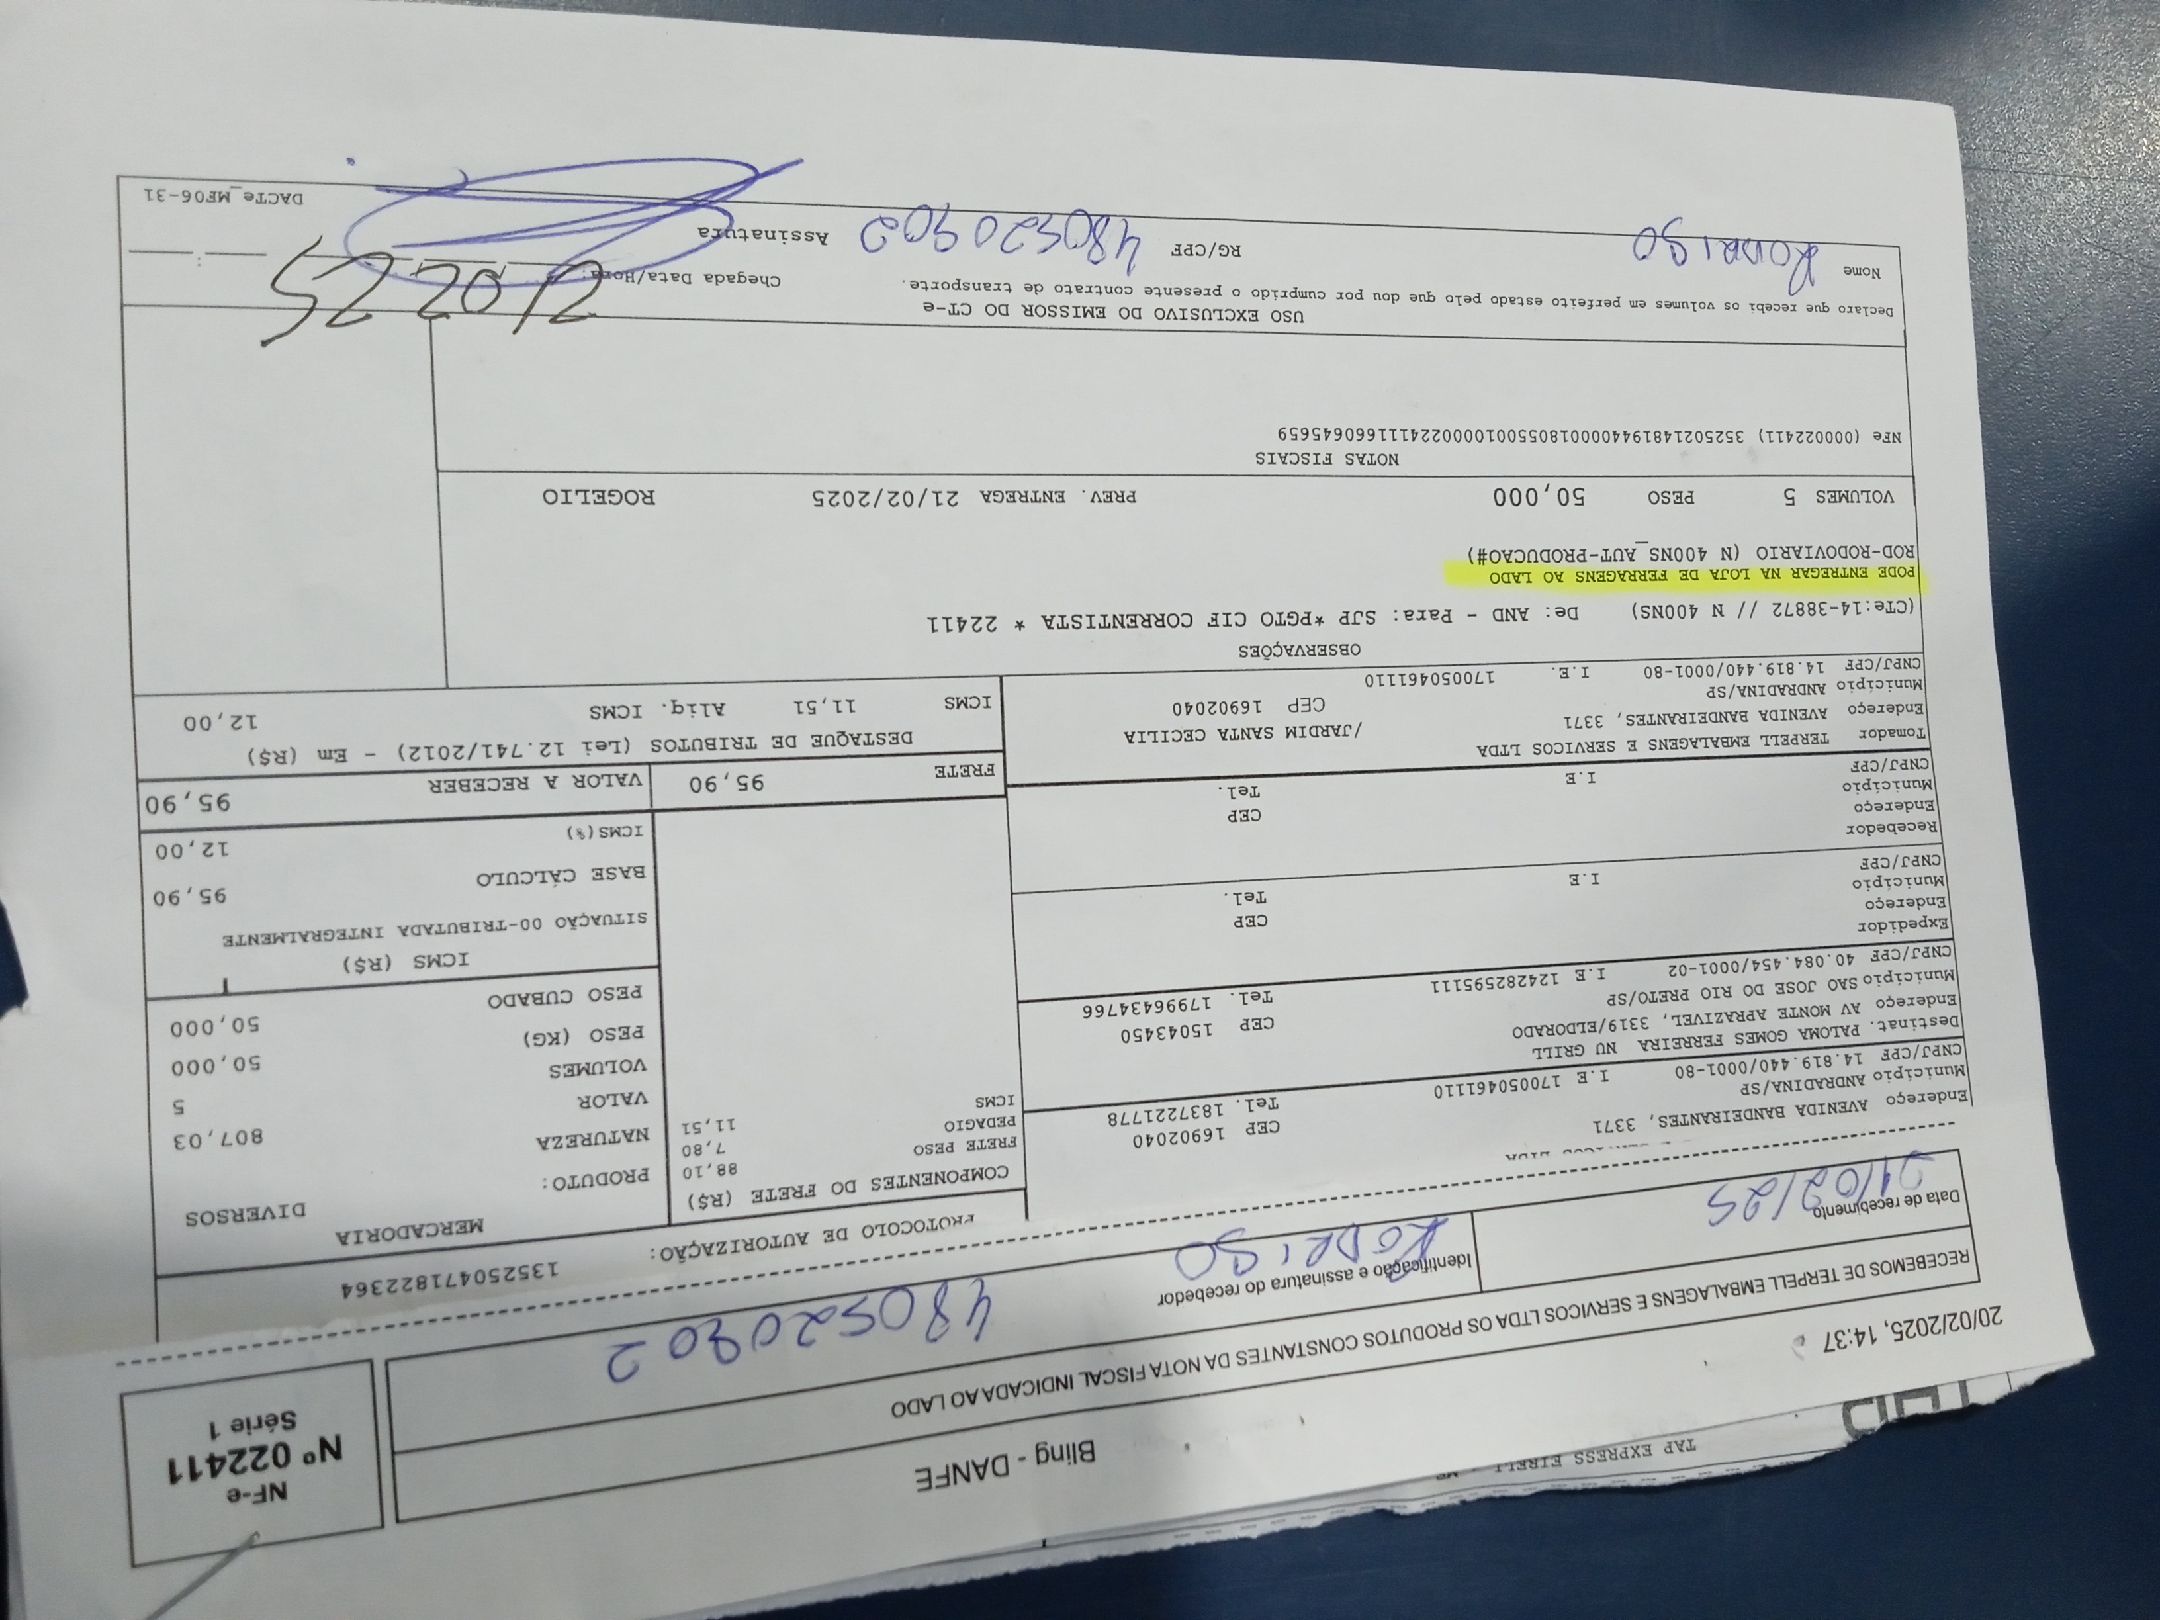 TAP EXPRESS EIRELI - ME
20/02/2025, 14:37
Bling - DANFE
RECEBEMOS DE TERPELL EMBALAGENS E SERVICOS LTDA OS PRODUTOS CONSTANTES DA NOTA FISCAL INDICADA AO LADO
Data de recebimento
21/02/25
Identificação e assinatura do recebedor
RODRIGO
480520902
NF-e
Nº 022411
Série 1
PROTOCOLO DE AUTORIZAÇÃO: 135250471822364
Endereço AVENIDA BANDEIRANTES, 3371 CEP 16902040
Município ANDRADINA/SP Tel. 1837221778
CNPJ/CPF 14.819.440/0001-80 I.E 170050461110
Destinat. PALOMA GOMES FERREIRA NU GRILL
Endereço AV MONTE APRAZIVEL, 3319/ELDORADO CEP 15043450
Município SAO JOSE DO RIO PRETO/SP Tel. 17996434766
CNPJ/CPF 40.084.454/0001-02 I.E 124282595111
Expedidor
Endereço CEP
Município Tel.
CNPJ/CPF I.E
Recebedor
Endereço CEP
Município Tel.
CNPJ/CPF I.E
Tomador TERPELL EMBALAGENS E SERVICOS LTDA
Endereço AVENIDA BANDEIRANTES, 3371 /JARDIM SANTA CECILIA
Município ANDRADINA/SP CEP 16902040
CNPJ/CPF 14.819.440/0001-80 I.E. 170050461110
COMPONENTES DO FRETE (R$)
FRETE PESO 88,10
PEDAGIO 7,80
ICMS 11,51
MERCADORIA
PRODUTO: DIVERSOS
NATUREZA
VALOR 807,03
VOLUMES 5
PESO (KG) 50,000
PESO CUBADO 50,000
ICMS (R$)
SITUAÇÃO 00-TRIBUTADA INTEGRALMENTE
BASE CÁLCULO 95,90
ICMS(%) 12,00
FRETE 95,90 VALOR A RECEBER 95,90
DESTAQUE DE TRIBUTOS (Lei 12.741/2012) - Em (R$)
ICMS 11,51 Aliq. ICMS 12,00
OBSERVAÇÕES
(CTe:14-38872 // N 400NS) De: AND - Para: SJP *PGTO CIF CORRENTISTA * 22411
PODE ENTREGAR NA LOJA DE FERRAGENS AO LADO
ROD-RODOVIARIO (N 400NS_AUT-PRODUCAO#)
VOLUMES 5 PESO 50,000 PREV. ENTREGA 21/02/2025 ROGELIO
NOTAS FISCAIS
NFe (000022411) 35250214819440000180550010000224111660645659
USO EXCLUSIVO DO EMISSOR DO CT-e
Declaro que recebi os volumes em perfeito estado pelo que dou por cumprido o presente contrato de transporte.
Chegada Data/Hora: 21 02 25
Nome RODRIGO RG/CPF 480520902 Assinatura
DACTe_MF06-31